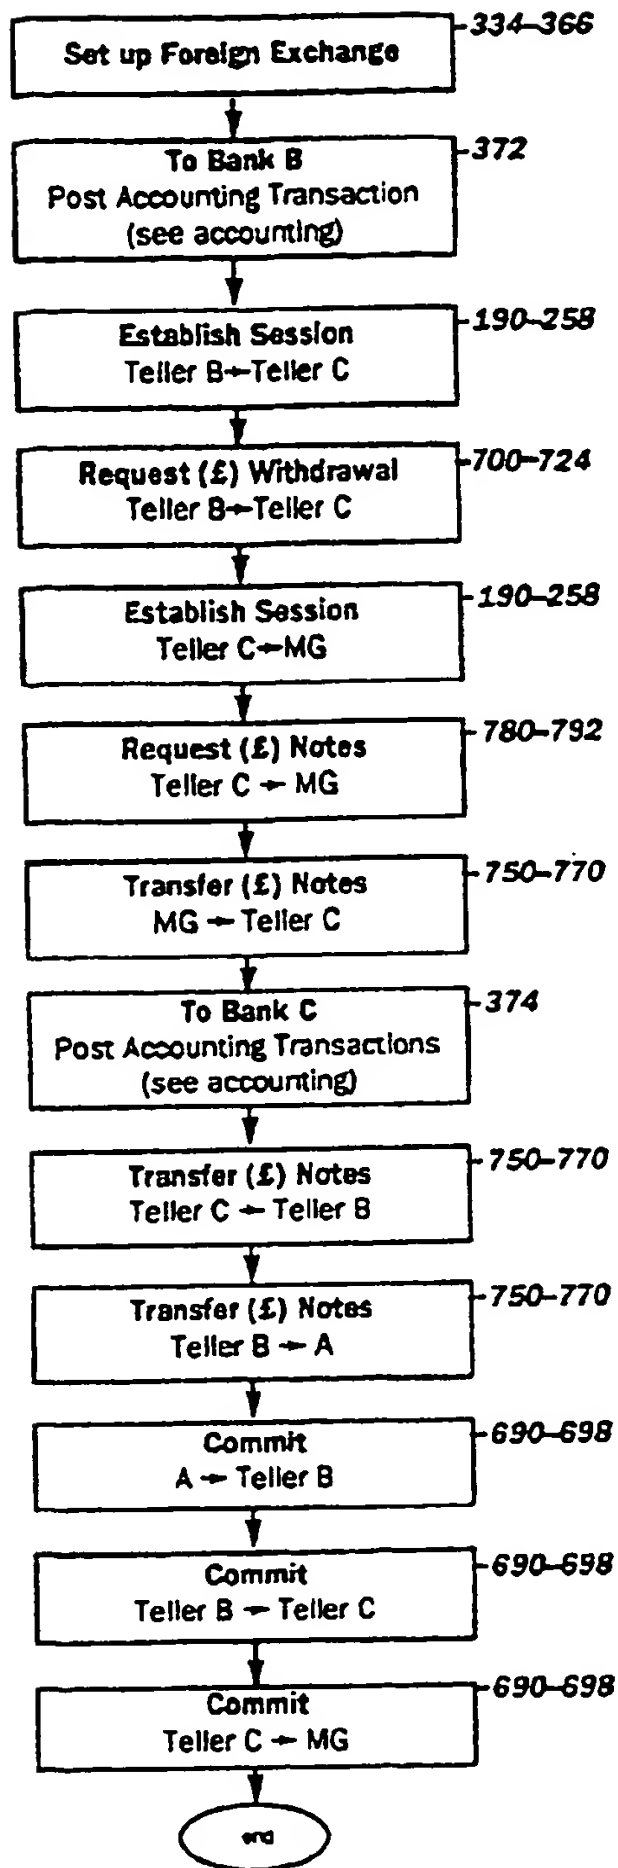 Set up Foreign Exchange
334-366
To Bank B
Post Accounting Transaction
(see accounting)
372
Establish Session
Teller B→Teller C
190-258
Request (£) Withdrawal
Teller B→Teller C
700-724
Establish Session
Teller C→MG
190-258
Request (£) Notes
Teller C → MG
780-792
Transfer (£) Notes
MG → Teller C
750-770
To Bank C
Post Accounting Transactions
(see accounting)
374
Transfer (£) Notes
Teller C → Teller B
750-770
Transfer (£) Notes
Teller B → A
750-770
Commit
A → Teller B
690-698
Commit
Teller B → Teller C
690-698
Commit
Teller C → MG
690-698
end